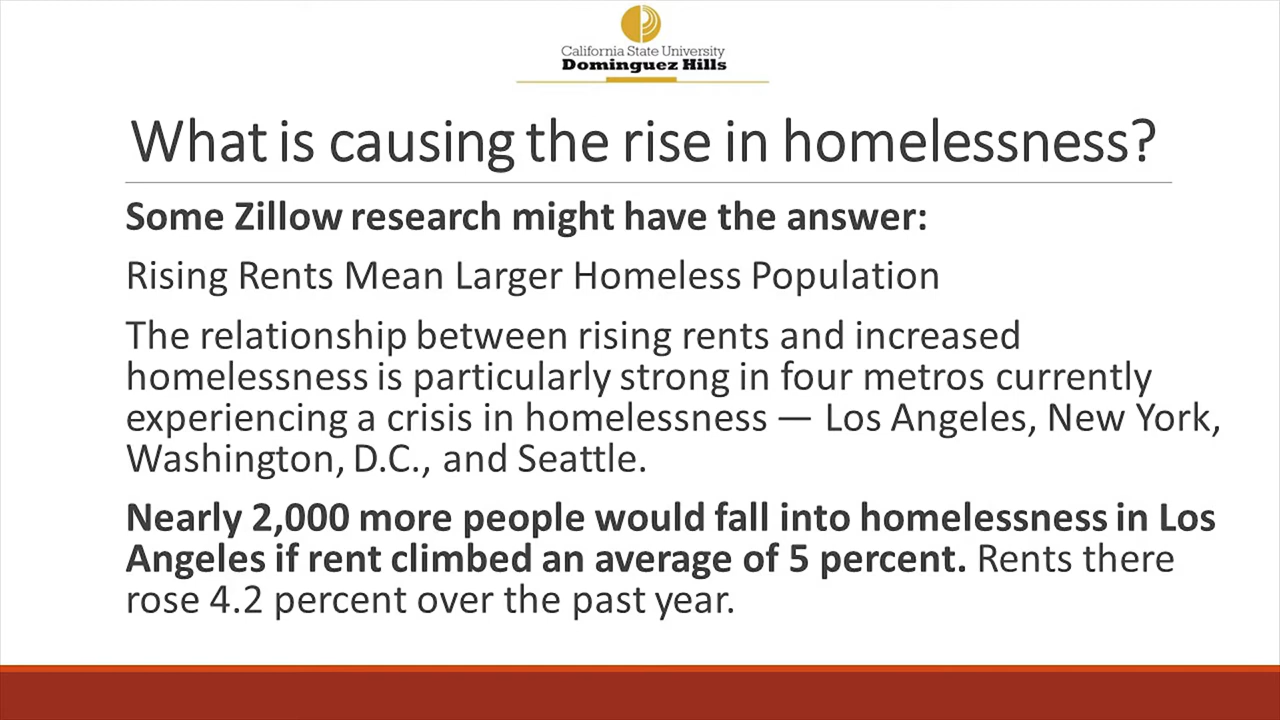 California State University
Dominguez Hills
What is causing the rise in homelessness?
Some Zillow research might have the answer:
Rising Rents Mean Larger Homeless Population
The relationship between rising rents and increased
homelessness is particularly strong in four metros currently
experiencing a crisis in homelessness — Los Angeles, New York,
Washington, D.C., and Seattle.
Nearly 2,000 more people would fall into homelessness in Los
Angeles if rent climbed an average of 5 percent. Rents there
rose 4.2 percent over the past year.